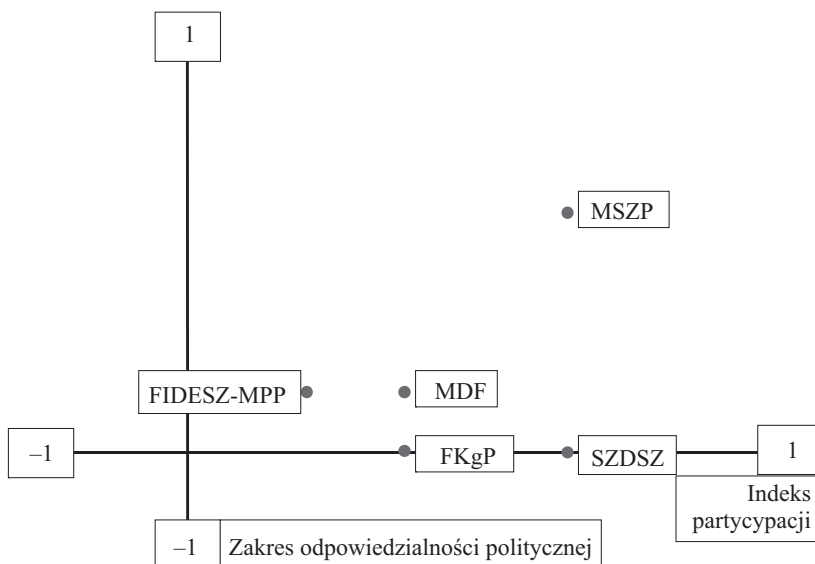 1
MSZP
FIDESZ-MPP
MDF
–1
FKgP
SZDSZ
1
Indeks
partycypacji
–1
Zakres odpowiedzialności politycznej